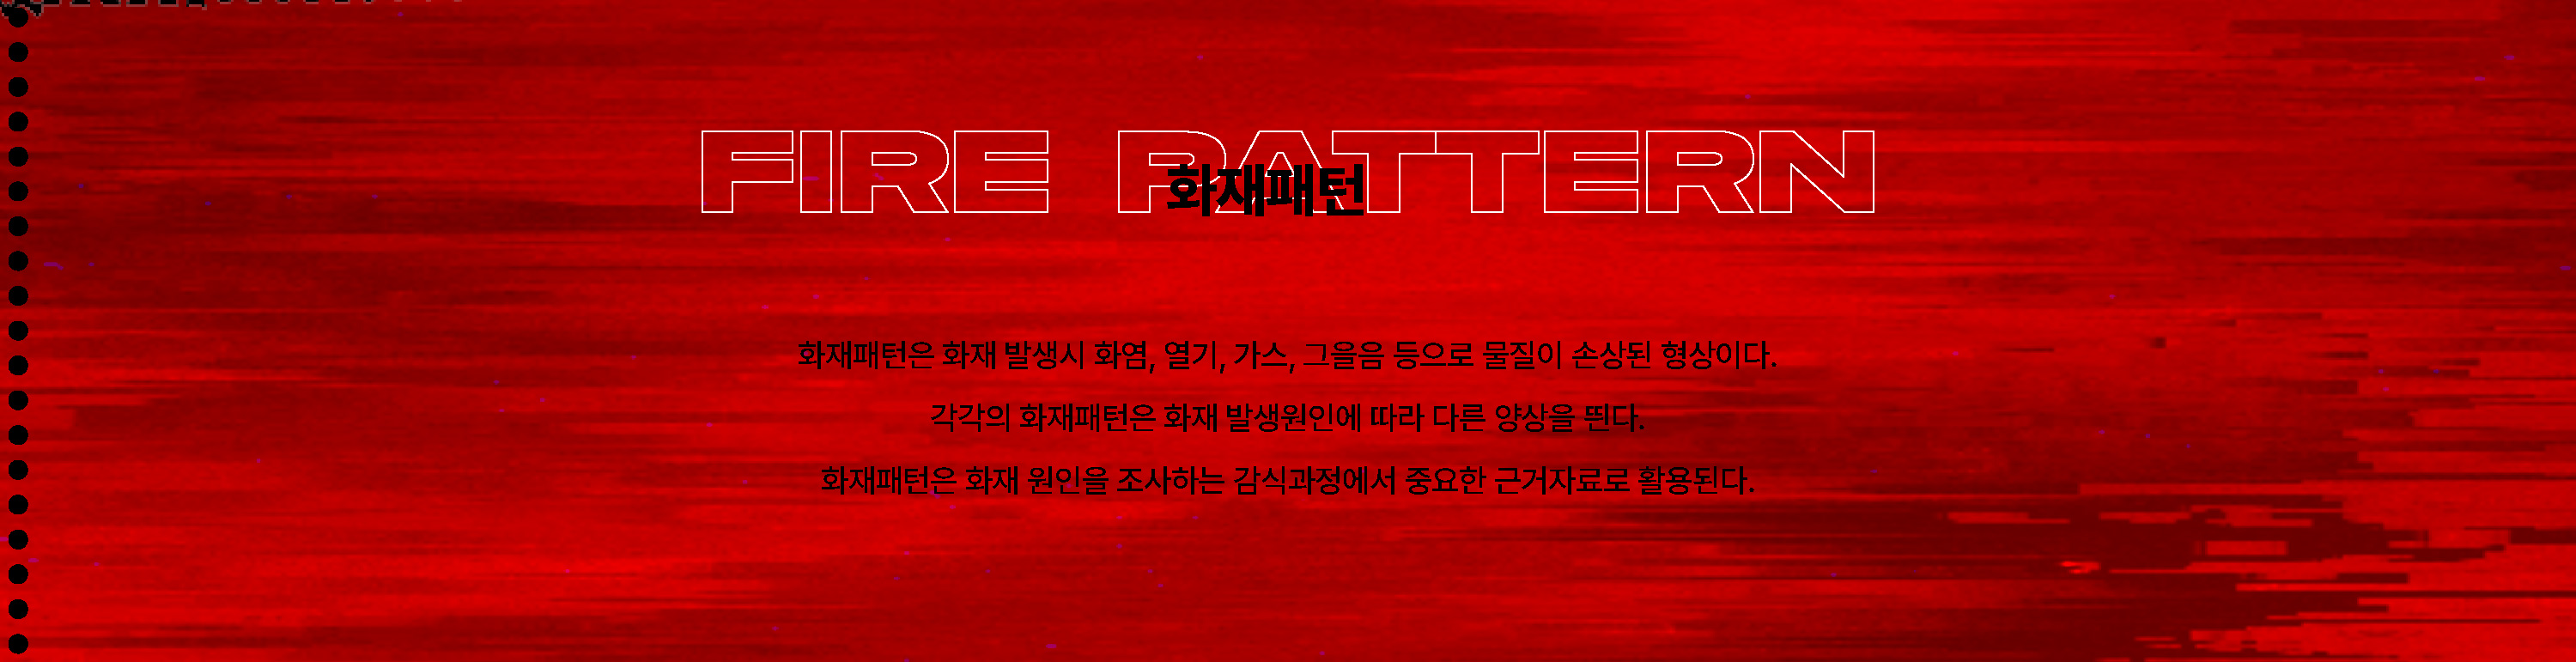 FIRE PATTERN
화재패턴
화재패턴은 화재 발생시 화염, 열기, 가스, 그을음 등으로 물질이 손상된 형상이다.
각각의 화재패턴은 화재 발생원인에 따라 다른 양상을 띈다.
화재패턴은 화재 원인을 조사하는 감식과정에서 중요한 근거자료로 활용된다.